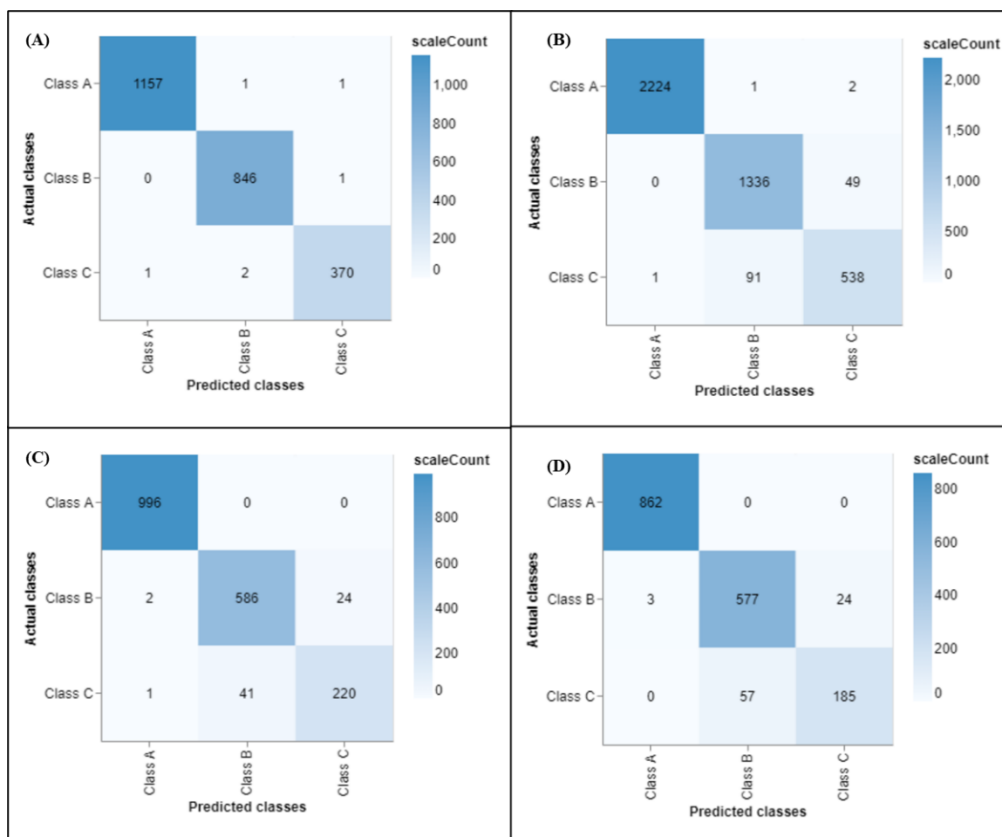 (A)
scaleCount
Class A 1157 1 1
1,000
800
Class B 0 846 1
600
400
200
Class C 1 2 370
0
Actual classes
Class A Class B Class C
Predicted classes
(B)
scaleCount
Class A 2224 1 2
2,000
1,500
Class B 0 1336 49
1,000
500
Class C 1 91 538
0
Actual classes
Class A Class B Class C
Predicted classes
(C)
scaleCount
Class A 996 0 0
800
600
Class B 2 586 24
400
200
Class C 1 41 220
0
Actual classes
Class A Class B Class C
Predicted classes
(D)
scaleCount
Class A 862 0 0
800
600
Class B 3 577 24
400
200
Class C 0 57 185
0
Actual classes
Class A Class B Class C
Predicted classes